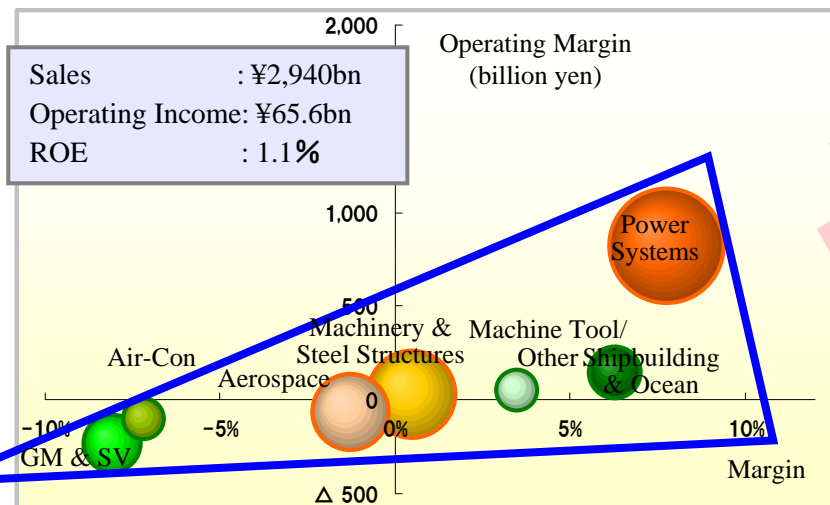 2,000
Operating Margin
(billion yen)
Sales : ¥2,940bn
Operating Income: ¥65.6bn
ROE : 1.1%
1,000
Power
Systems
500
Machinery &
Steel Structures
Machine Tool/
Other
Shipbuilding
& Ocean
Air-Con
Aerospace
0
−10%
−5%
0%
5%
10%
GM & SV
Margin
△ 500